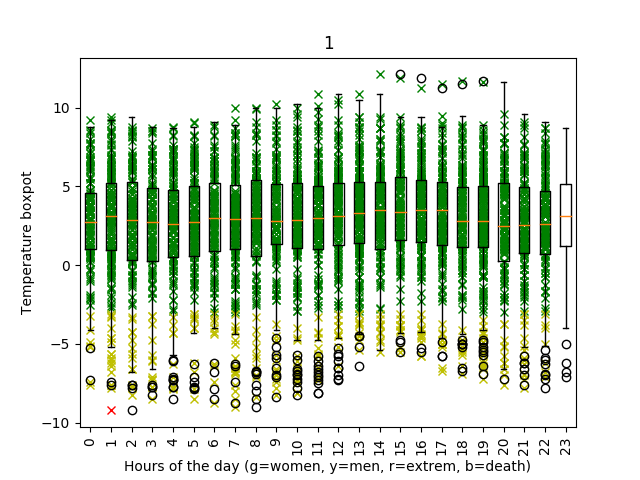 1
10
5
0
−5
−10
Temperature boxpot
0 1 2 3 4 5 6 7 8 9 10 11 12 13 14 15 16 17 18 19 20 21 22 23
Hours of the day (g=women, y=men, r=extrem, b=death)